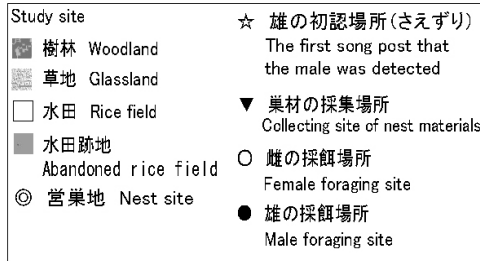 Study site
樹林 Woodland
草地 Glassland
水田 Rice field
水田跡地
Abandoned rice field
◎ 営巣地 Nest site
☆ 雄の初認場所(さえずり)
The first song post that
the male was detected
▼ 巣材の採集場所
Collecting site of nest materials
○ 雌の採餌場所
Female foraging site
● 雄の採餌場所
Male foraging site